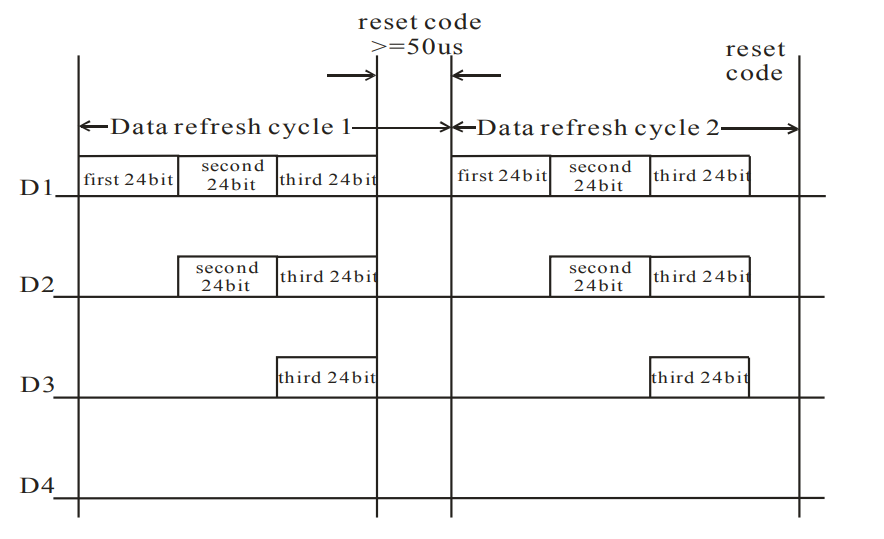 reset code
>=50us
reset
code
Data refresh cycle 1
Data refresh cycle 2
D1
first 24bit
second
24bit
third 24bit
first 24bit
second
24bit
third 24bit
D2
second
24bit
third 24bit
second
24bit
third 24bit
D3
third 24bit
third 24bit
D4